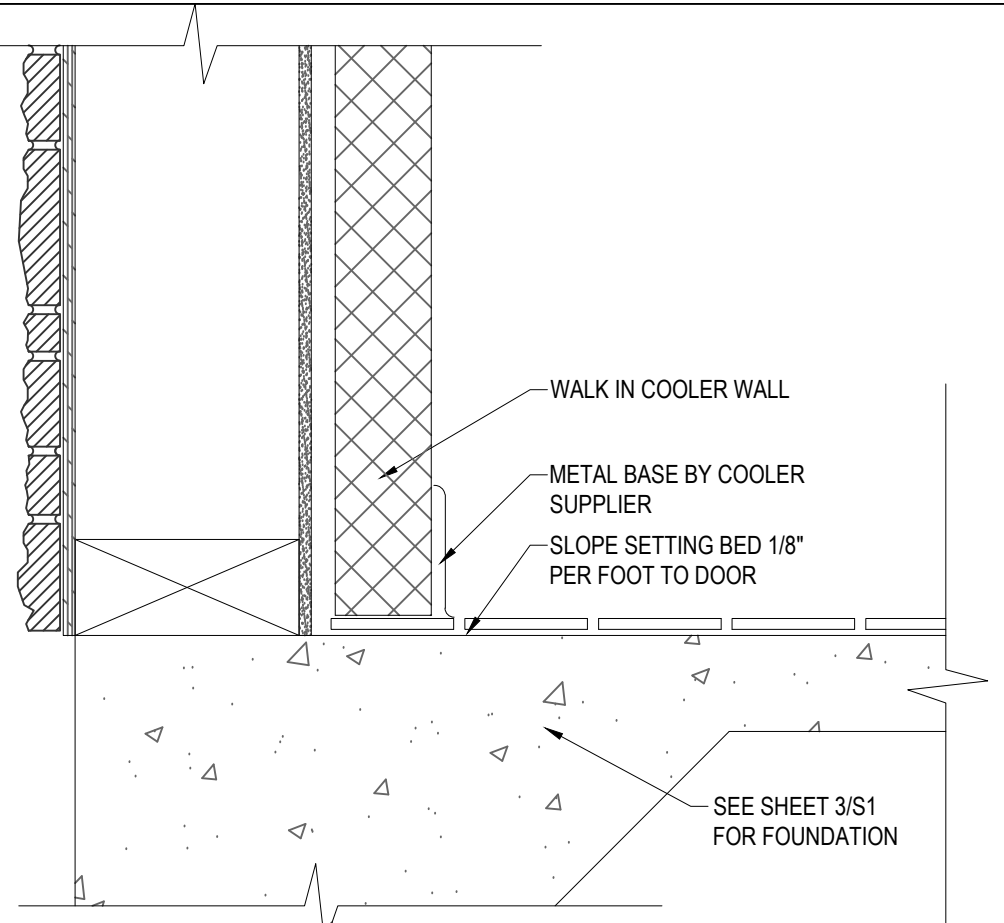 WALK IN COOLER WALL
METAL BASE BY COOLER
SUPPLIER
SLOPE SETTING BED 1/8"
PER FOOT TO DOOR
SEE SHEET 3/S1
FOR FOUNDATION